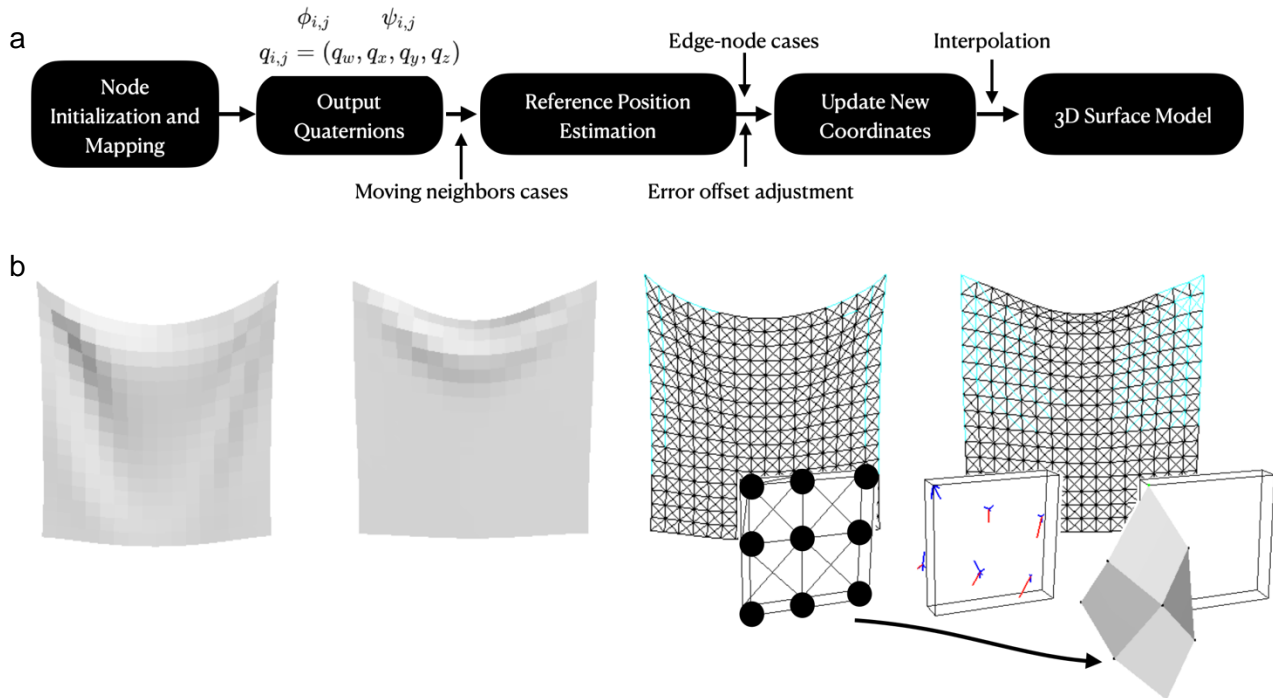 a
ϕ_{i,j} ψ_{i,j}
q_{i,j} = (q_w, q_x, q_y, q_z)
Edge-node cases
Interpolation
Node
Initialization and
Mapping
Output
Quaternions
Reference Position
Estimation
Update New
Coordinates
3D Surface Model
Moving neighbors cases
Error offset adjustment
b